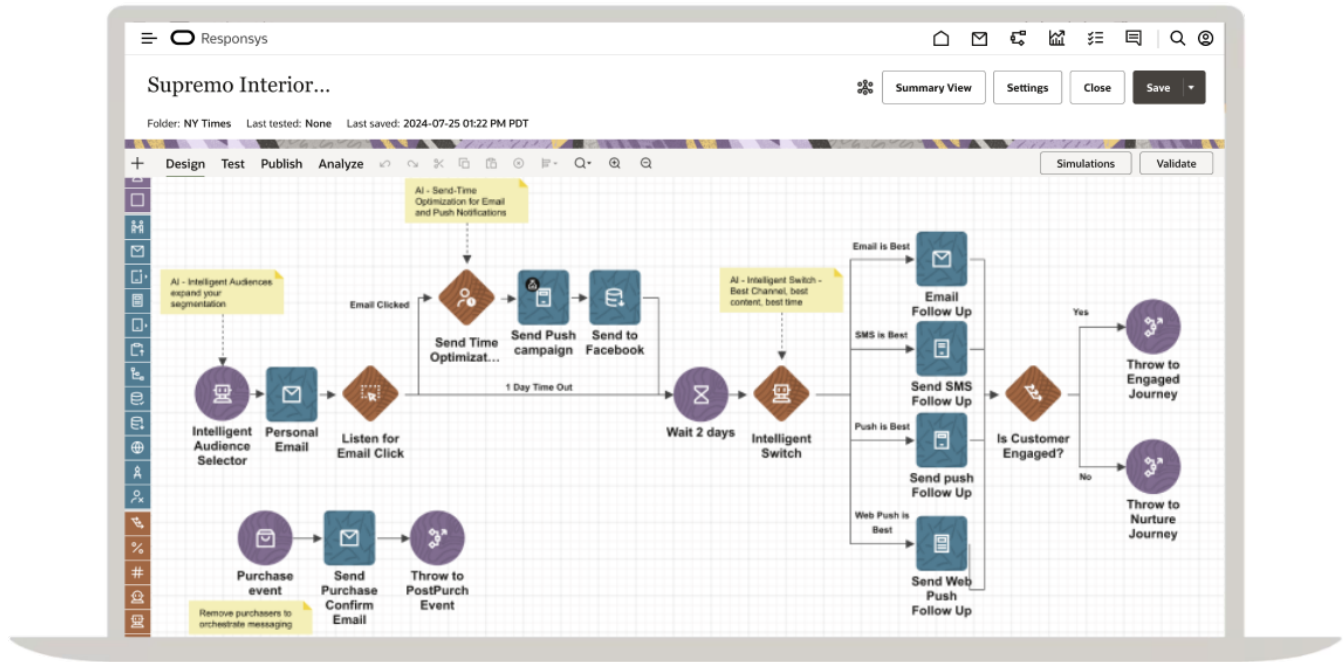 Responsys
Supremo Interior...
Summary View
Settings
Close
Save
Folder: NY Times
Last tested: None
Last saved: 2024-07-25 01:22 PM PDT
Design
Test
Publish
Analyze
Simulations
Validate
AI - Send-Time
Optimization for Email
and Push Notifications
AI - Intelligent Audiences
expand your
segmentation
Email Clicked
Send Time
Optimizat...
Send Push
campaign
Send to
Facebook
AI - Intelligent Switch -
Best Channel, best
content, best time
Email is Best
Email
Follow Up
SMS is Best
Send SMS
Follow Up
Push is Best
Send push
Follow Up
Web Push is
Best
Send Web
Push
Follow Up
Yes
Throw to
Engaged
Journey
1 Day Time Out
Intelligent
Audience
Selector
Personal
Email
Listen for
Email Click
Wait 2 days
Intelligent
Switch
Is Customer
Engaged?
No
Throw to
Nurture
Journey
Purchase
event
Send
Purchase
Confirm
Email
Throw to
PostPurch
Event
Remove purchasers to
orchestrate messaging